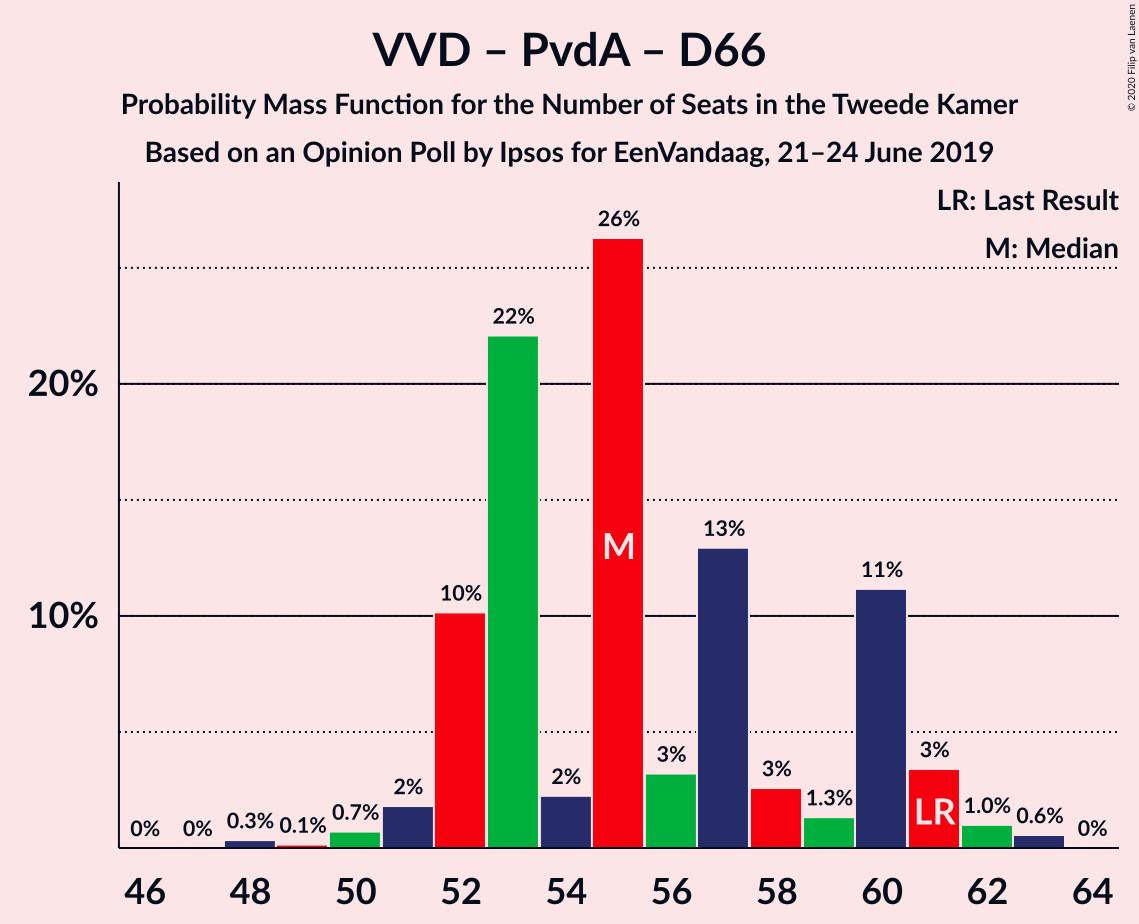 VVD – PvdA – D66
Probability Mass Function for the Number of Seats in the Tweede Kamer
Based on an Opinion Poll by Ipsos for EenVandaag, 21–24 June 2019
© 2020 Filip van Laenen
LR: Last Result
M: Median
26%
22%
20%
13%
M
11%
10%
10%
3%
3%
3%
2%
2%
1.3%
LR
1.0%
0.7%
0.6%
0.3%
0.1%
0%
0%
0%
46 48 50 52 54 56 58 60 62 64